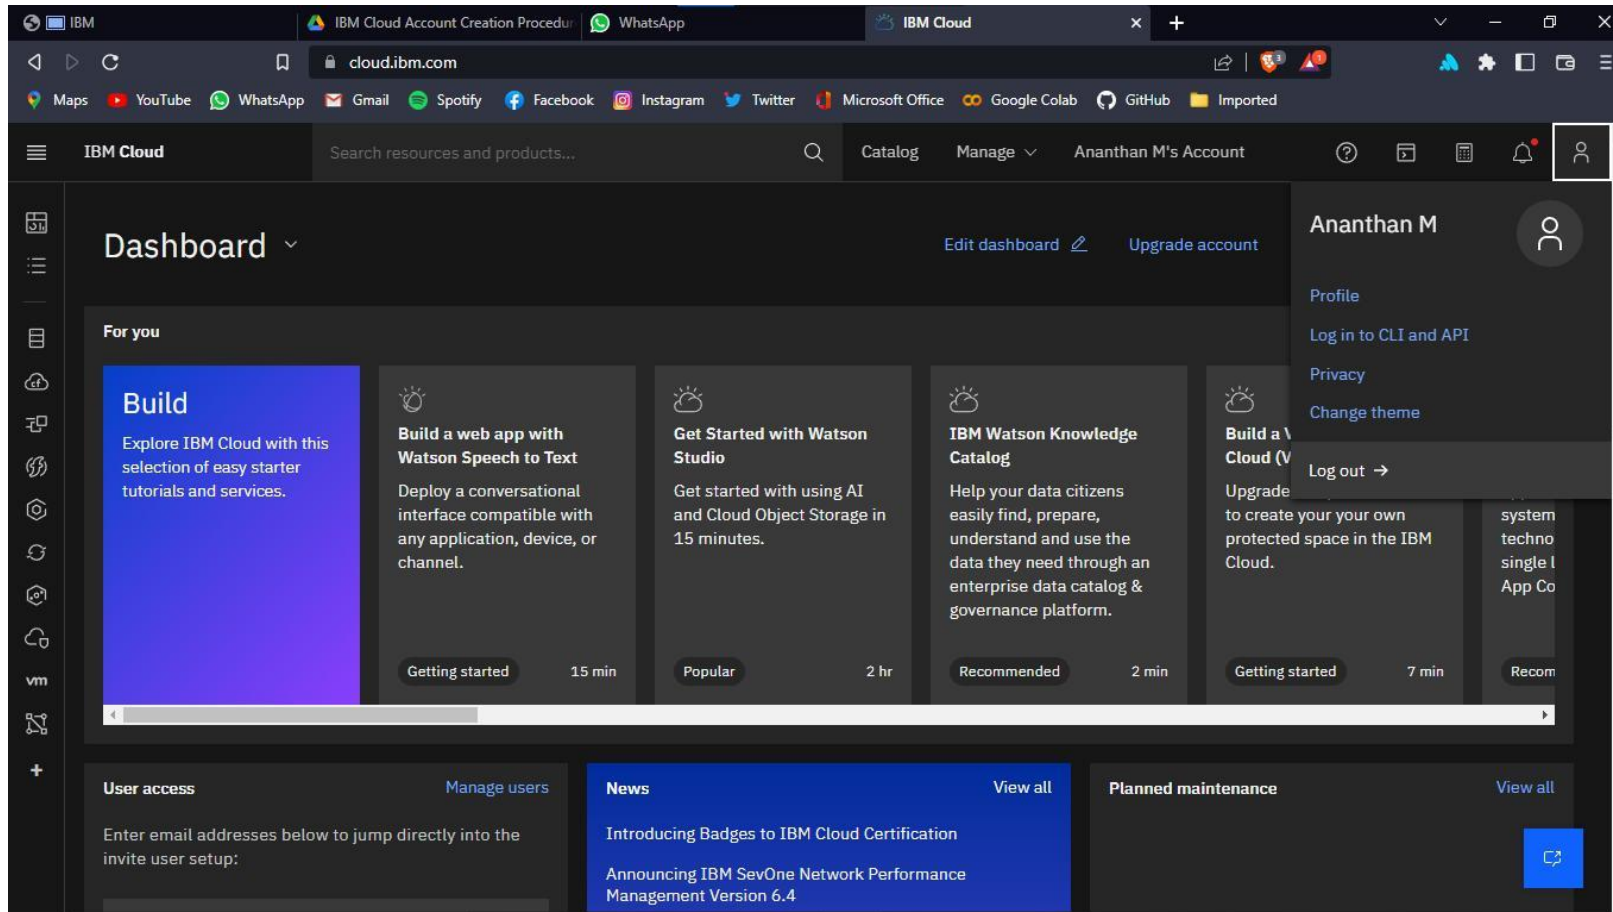 IBM
IBM Cloud Account Creation Procedur
WhatsApp
IBM Cloud
cloud.ibm.com
3
1
Maps
YouTube
WhatsApp
Gmail
Spotify
Facebook
Instagram
Twitter
Microsoft Office
Google Colab
GitHub
Imported
IBM Cloud
Search resources and products...
Catalog
Manage
Ananthan M's Account
Ananthan M
Profile
Log in to CLI and API
Privacy
Change theme
Log out
Dashboard
Edit dashboard
Upgrade account
For you
Build
Explore IBM Cloud with this
selection of easy starter
tutorials and services.
Build a web app with
Watson Speech to Text
Deploy a conversational
interface compatible with
any application, device, or
channel.
Getting started
15 min
Get Started with Watson
Studio
Get started with using AI
and Cloud Object Storage in
15 minutes.
Popular
2 hr
IBM Watson Knowledge
Catalog
Help your data citizens
easily find, prepare,
understand and use the
data they need through an
enterprise data catalog &
governance platform.
Recommended
2 min
Build a V
Cloud (V
Upgrade
to create your your own
protected space in the IBM
Cloud.
Getting started
7 min
system
techno
single l
App Co
Recom
cf
vm
User access
Manage users
Enter email addresses below to jump directly into the
invite user setup:
News
View all
Introducing Badges to IBM Cloud Certification
Announcing IBM SevOne Network Performance
Management Version 6.4
Planned maintenance
View all